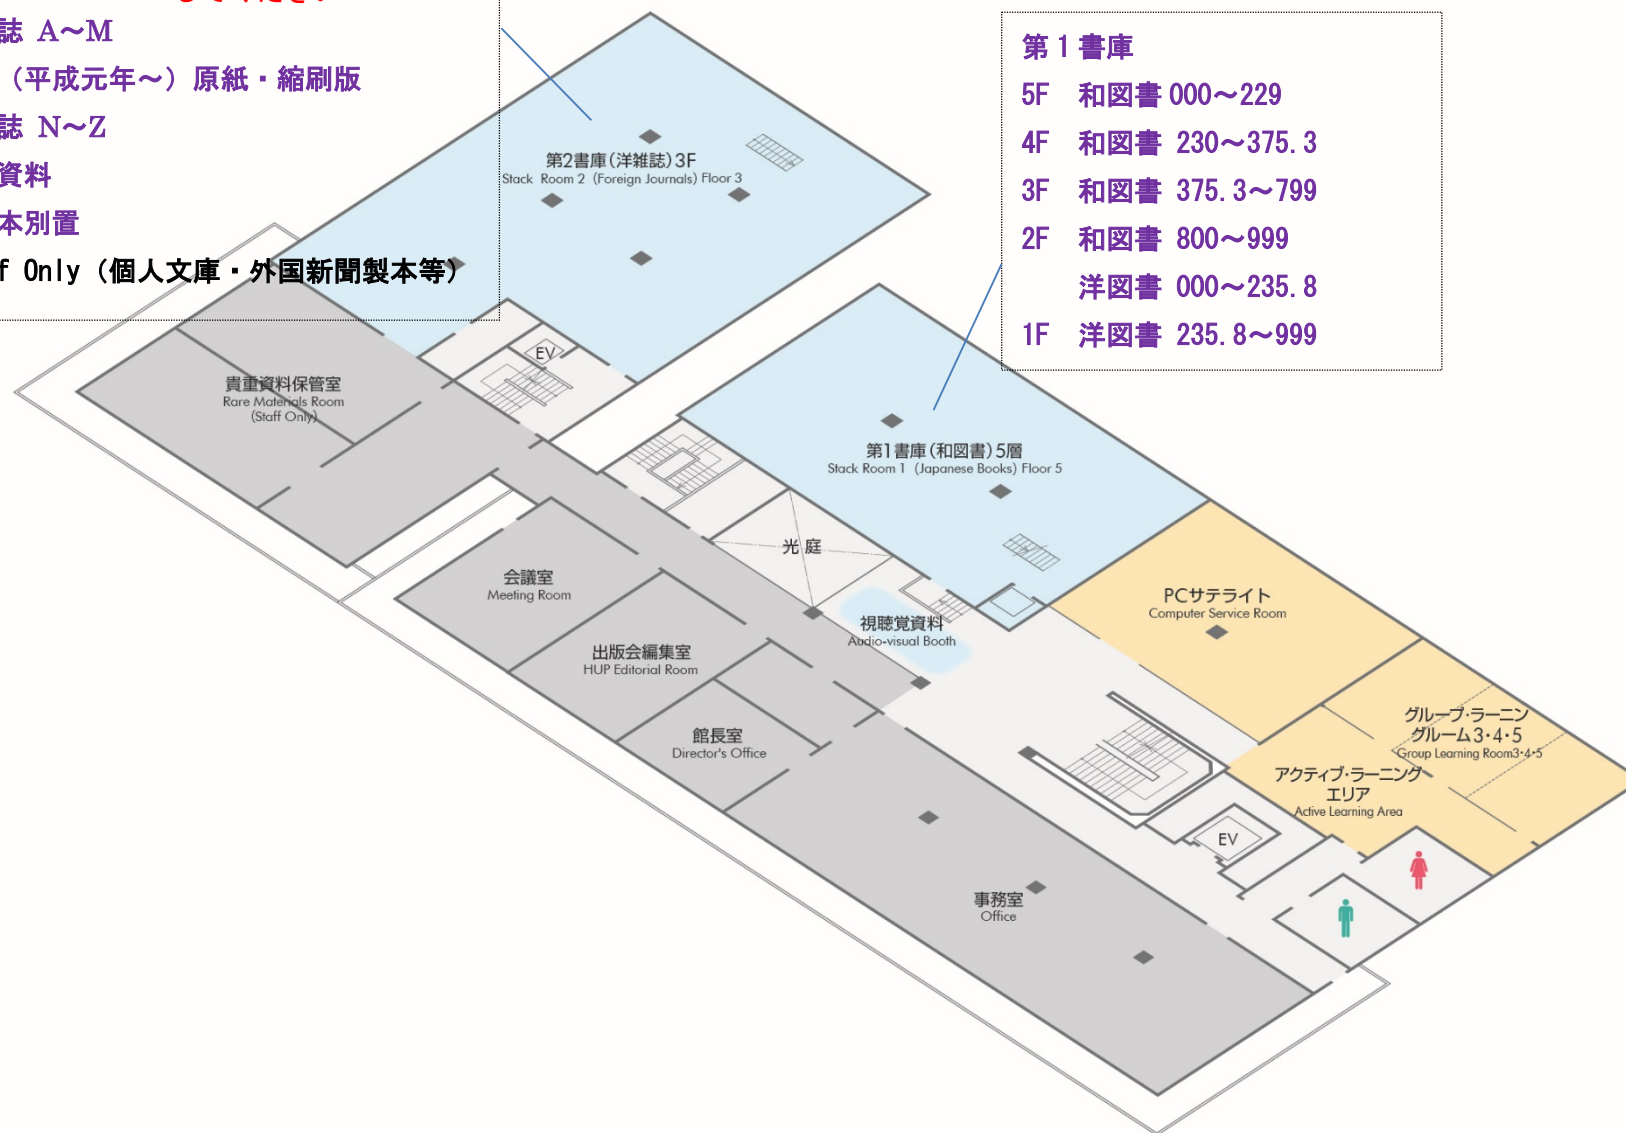 してください
誌 A～M
（平成元年～）原紙・縮刷版
誌 N～Z
資料
本別置
f Only（個人文庫・外国新聞製本等）
第１書庫
5F 和図書 000～229
4F 和図書 230～375.3
3F 和図書 375.3～799
2F 和図書 800～999
洋図書 000～235.8
1F 洋図書 235.8～999
第2書庫（洋雑誌）3F
Stack Room 2 (Foreign Journals) Floor 3
EV
貴重資料保管室
Rare Materials Room
(Staff Only)
第1書庫（和図書）5層
Stack Room 1 (Japanese Books) Floor 5
光庭
会議室
Meeting Room
PCサテライト
Computer Service Room
視聴覚資料
Audio-visual Booth
出版会編集室
HUP Editorial Room
館長室
Director's Office
グループ・ラーニン
グルーム3・4・5
Group Learning Room3・4・5
アクティブ・ラーニング
エリア
Active Learning Area
EV
事務室
Office